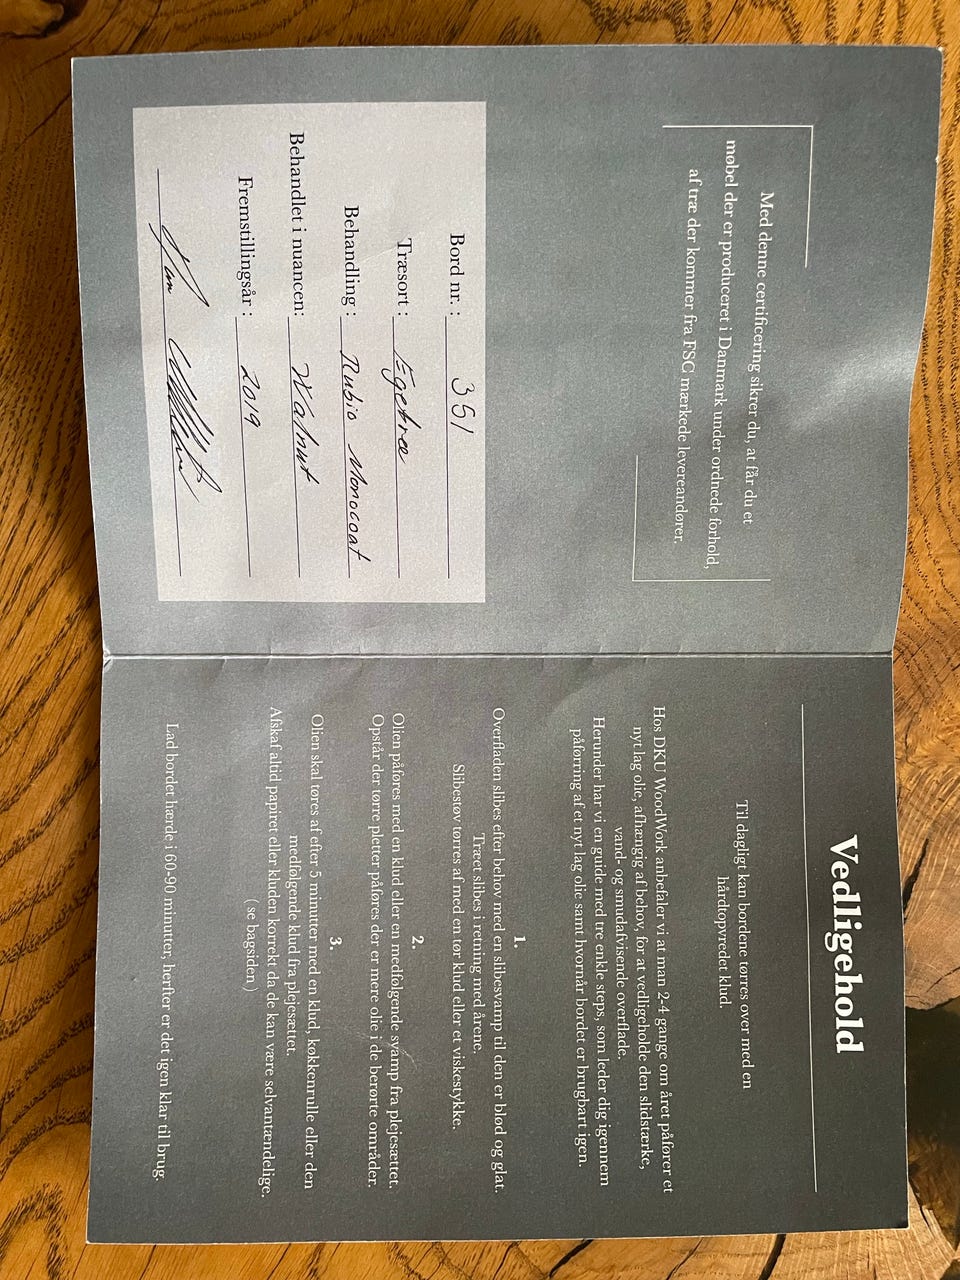 Med denne certificering sikrer du, at får du et
møbel der er produceret i Danmark under ordnede forhold,
af træ der kommer fra FSC mærkede levereandører.
Bord nr. : 351
Træsort : Egetræ
Behandling : Rubio Monocoat
Behandlet i nuancen: Walnut
Fremstillingsår : 2019
Vedligehold
Til dagligt kan bordene tørres over med en
hårdtopvredet klud.
Hos DKU WoodWork anbefaler vi at man 2-4 gange om året påfører et
nyt lag olie, afhængig af behov, for at vedligeholde den slidstærke,
vand- og smudafvisende overflade.
Herunder har vi en guide med tre enkle steps, som leder dig igennem
påførring af et nyt lag olie samt hvornår bordet er brugbart igen.
1.
Overfladen slibes efter behov med en slibesvamp til den er blød og glat.
Træet slibes i retning med årene.
Slibestøv tørres af med en tør klud eller et viskestykke.
2.
Olien påføres med en klud eller en medfølgende svamp fra plejesættet.
Opstår der tørre pletter påføres der er mere olie i de berørte områder.
3.
Olien skal tøres af efter 5 minutter med en klud, køkkenrulle eller den
medfølgende klud fra plejesættet.
Afskaf altid papiret eller kluden korrekt da de kan være selvantændelige.
( se bagsiden )
Lad bordet hærde i 60-90 minutter, herfter er det igen klar til brug.